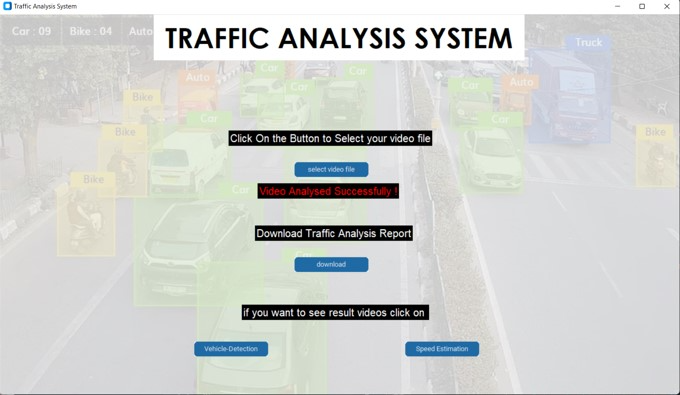 Traffic Analysis System
Car : 09 Bike : 04 Auto
TRAFFIC ANALYSIS SYSTEM
Truck
Car
Car
Car
Auto
Car
Auto
Bike
Car
Car
Bike
Bike
Click On the Button to Select your video file
select video file
Bike
Car
Video Analysed Successfully !
Download Traffic Analysis Report
download
if you want to see result videos click on
Vehicle-Detection
Speed Estimation